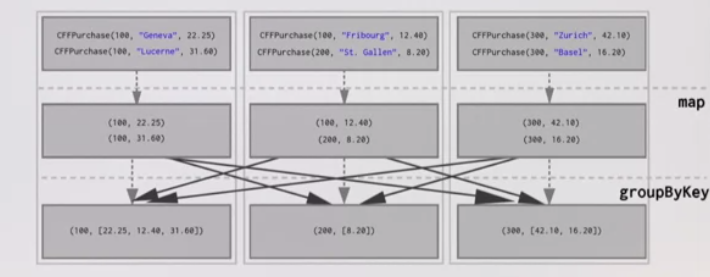 CFFPurchase(100, "Geneva", 22.25)
CFFPurchase(100, "Lucerne", 31.60)
CFFPurchase(100, "Fribourg", 12.40)
CFFPurchase(200, "St. Gallen", 8.20)
CFFPurchase(300, "Zurich", 42.10)
CFFPurchase(300, "Basel", 16.20)
map
(100, 22.25)
(100, 31.60)
(100, 12.40)
(200, 8.20)
(300, 42.10)
(300, 16.20)
groupByKey
(100, [22.25, 12.40, 31.60])
(200, [8.20])
(300, [42.10, 16.20])